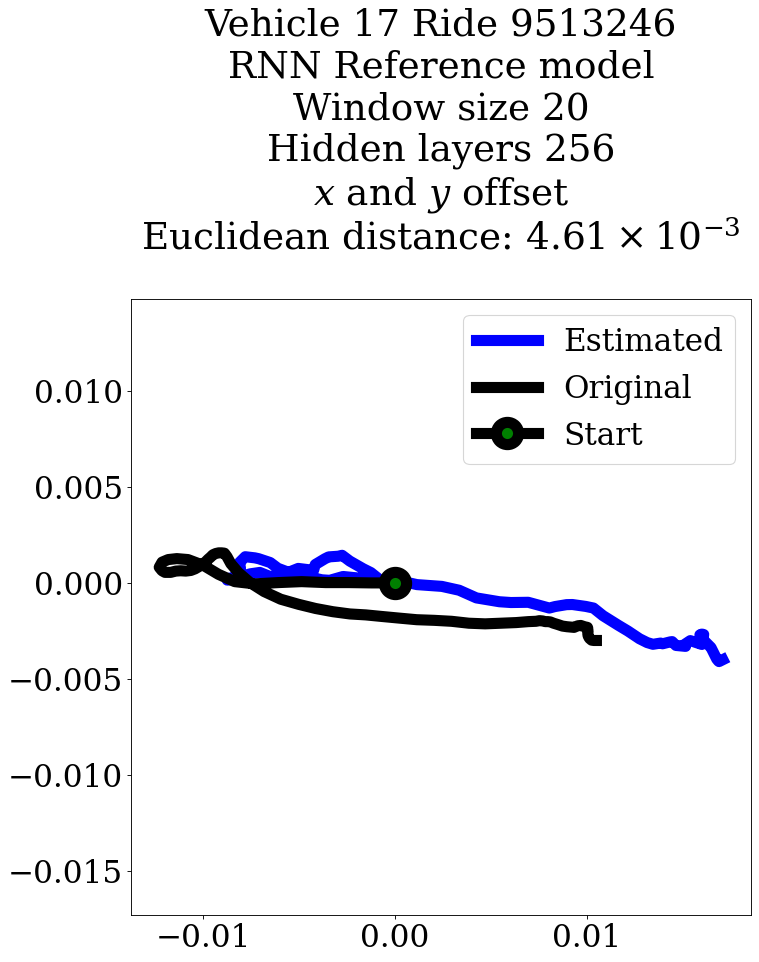 Vehicle 17 Ride 9513246
RNN Reference model
Window size 20
Hidden layers 256
x and y offset
Euclidean distance: 4.61 × 10⁻³
Estimated
Original
Start
0.010
0.005
0.000
−0.005
−0.010
−0.015
−0.01 0.00 0.01